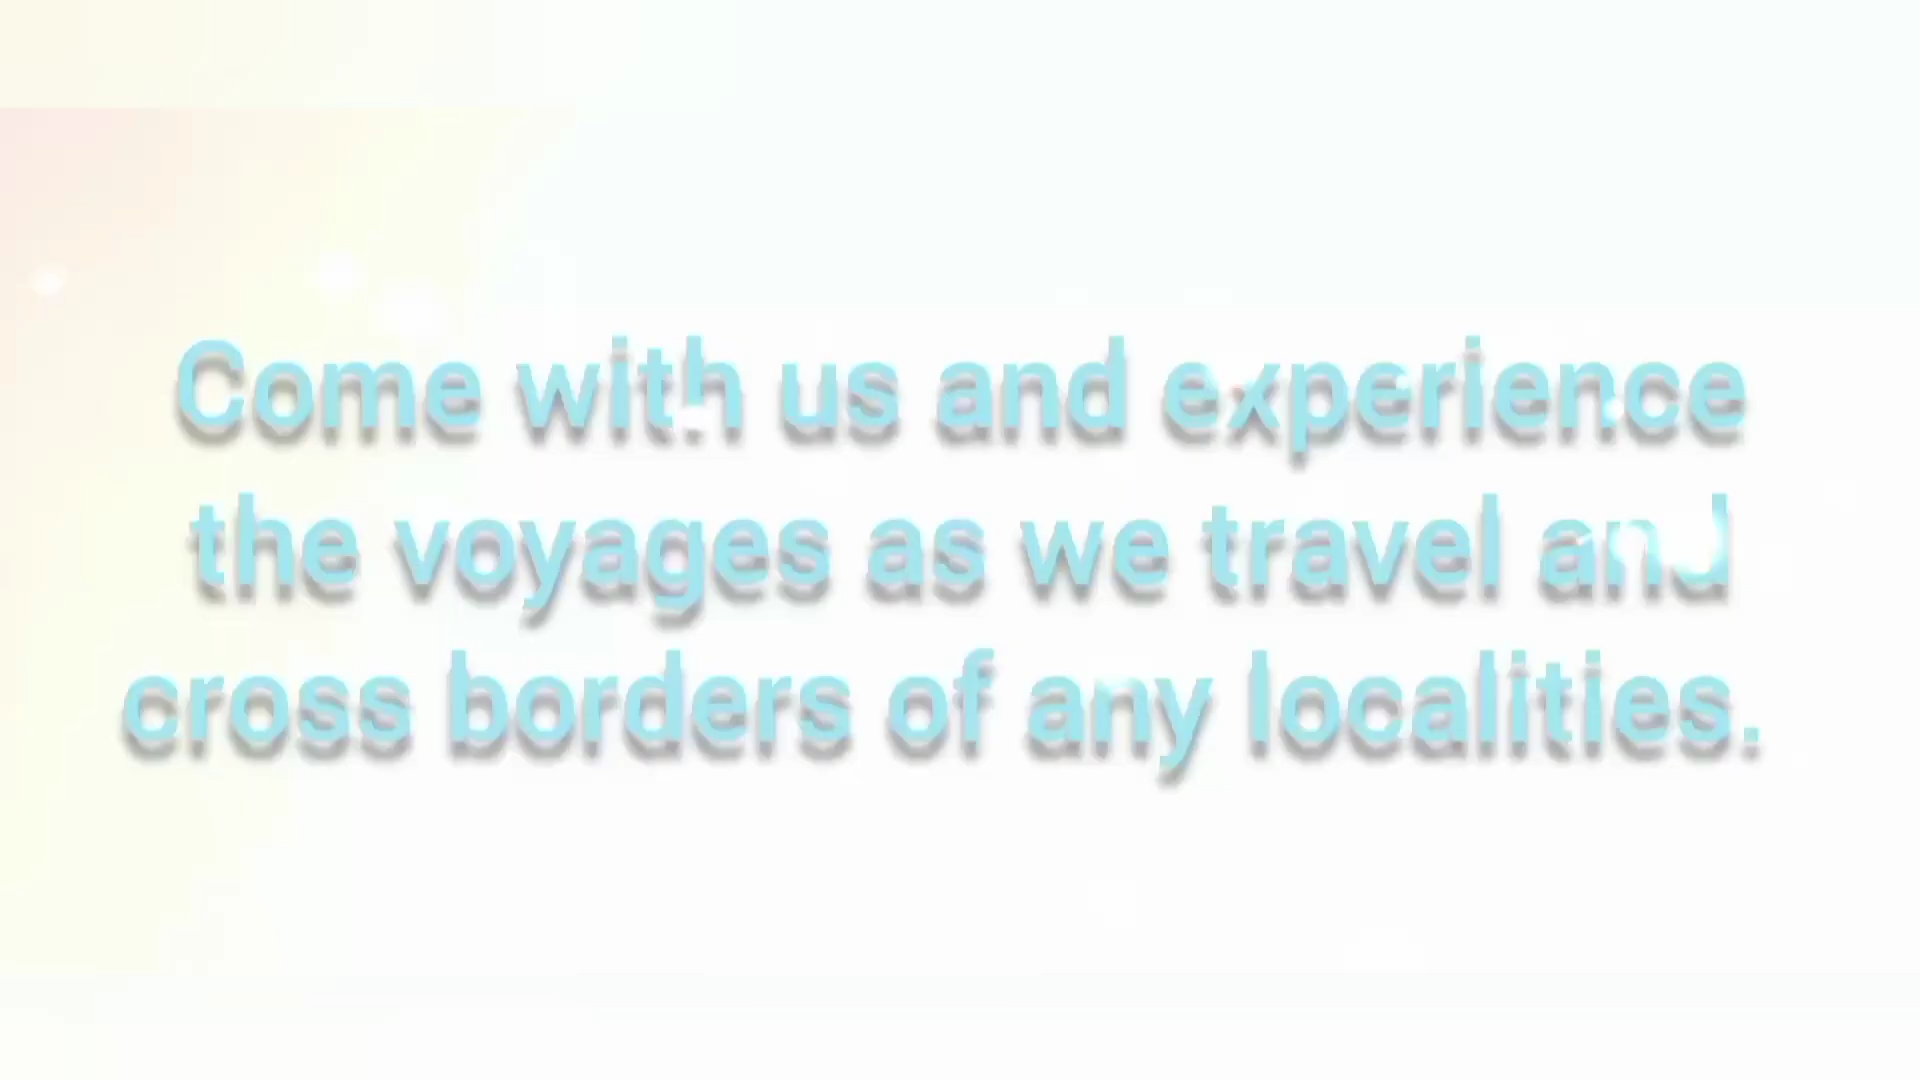 Come with us and experience
the voyages as we travel and
cross borders of any localities.